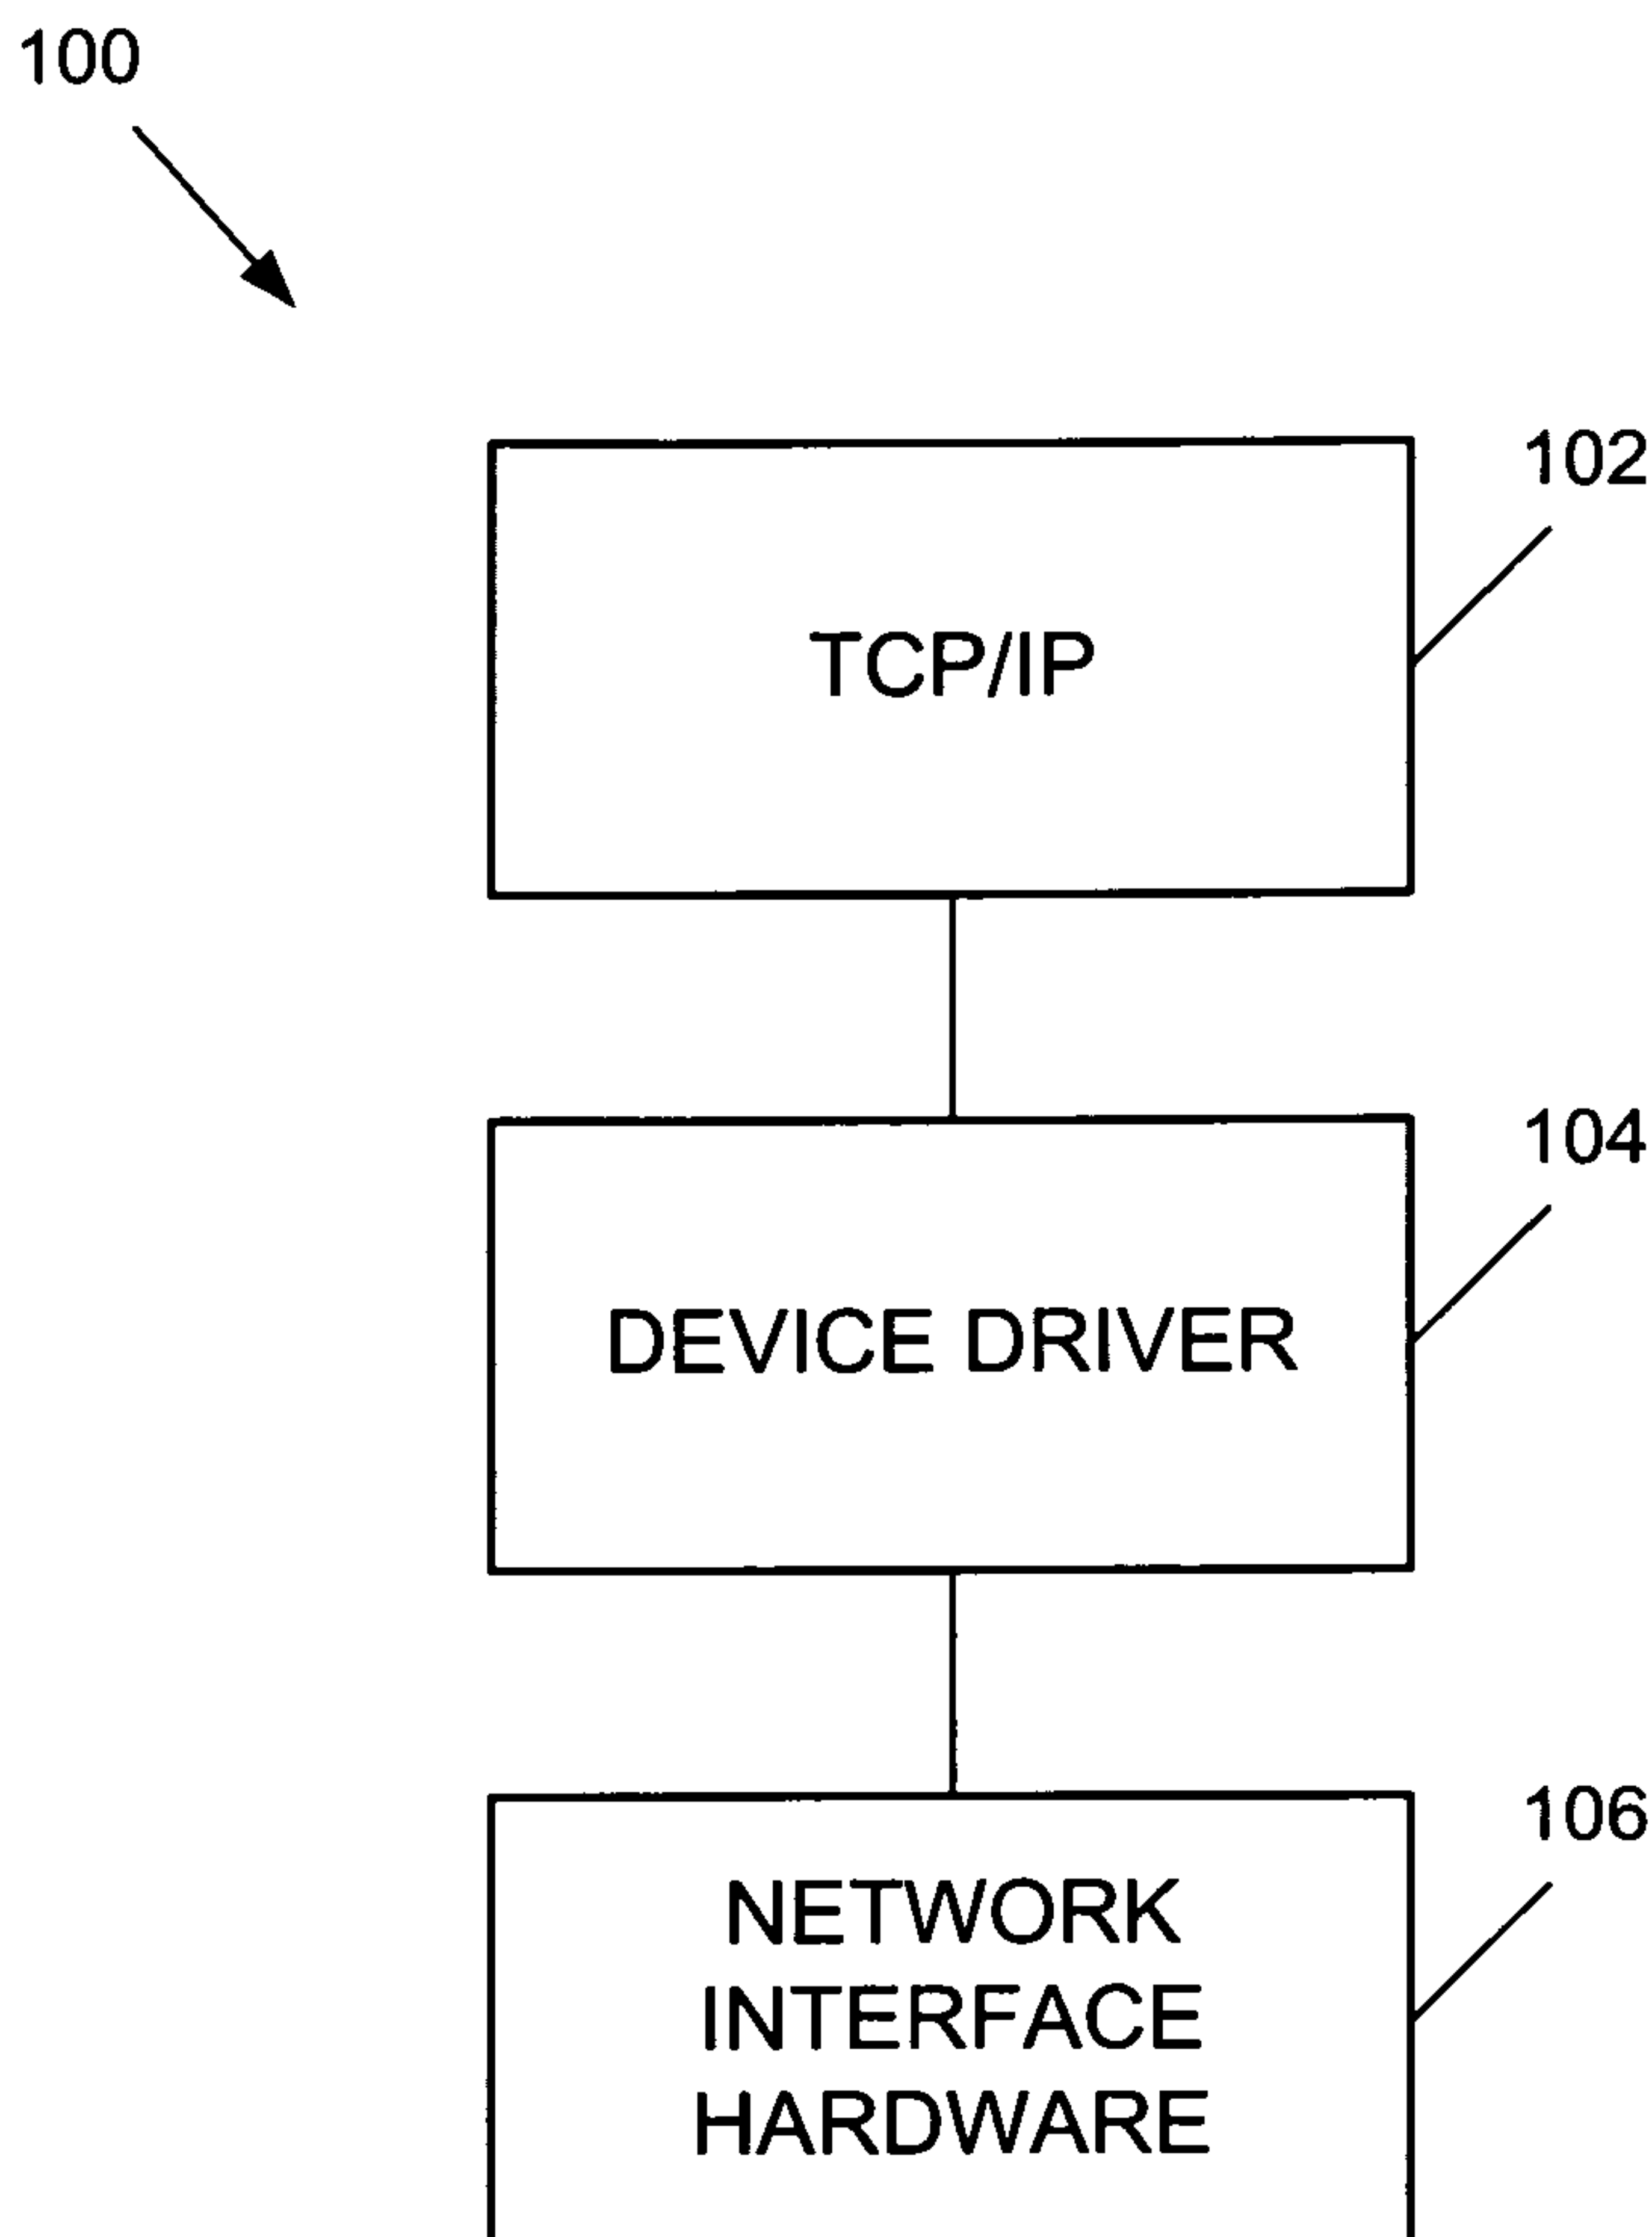 100
102
TCP/IP
104
DEVICE DRIVER
106
NETWORK
INTERFACE
HARDWARE